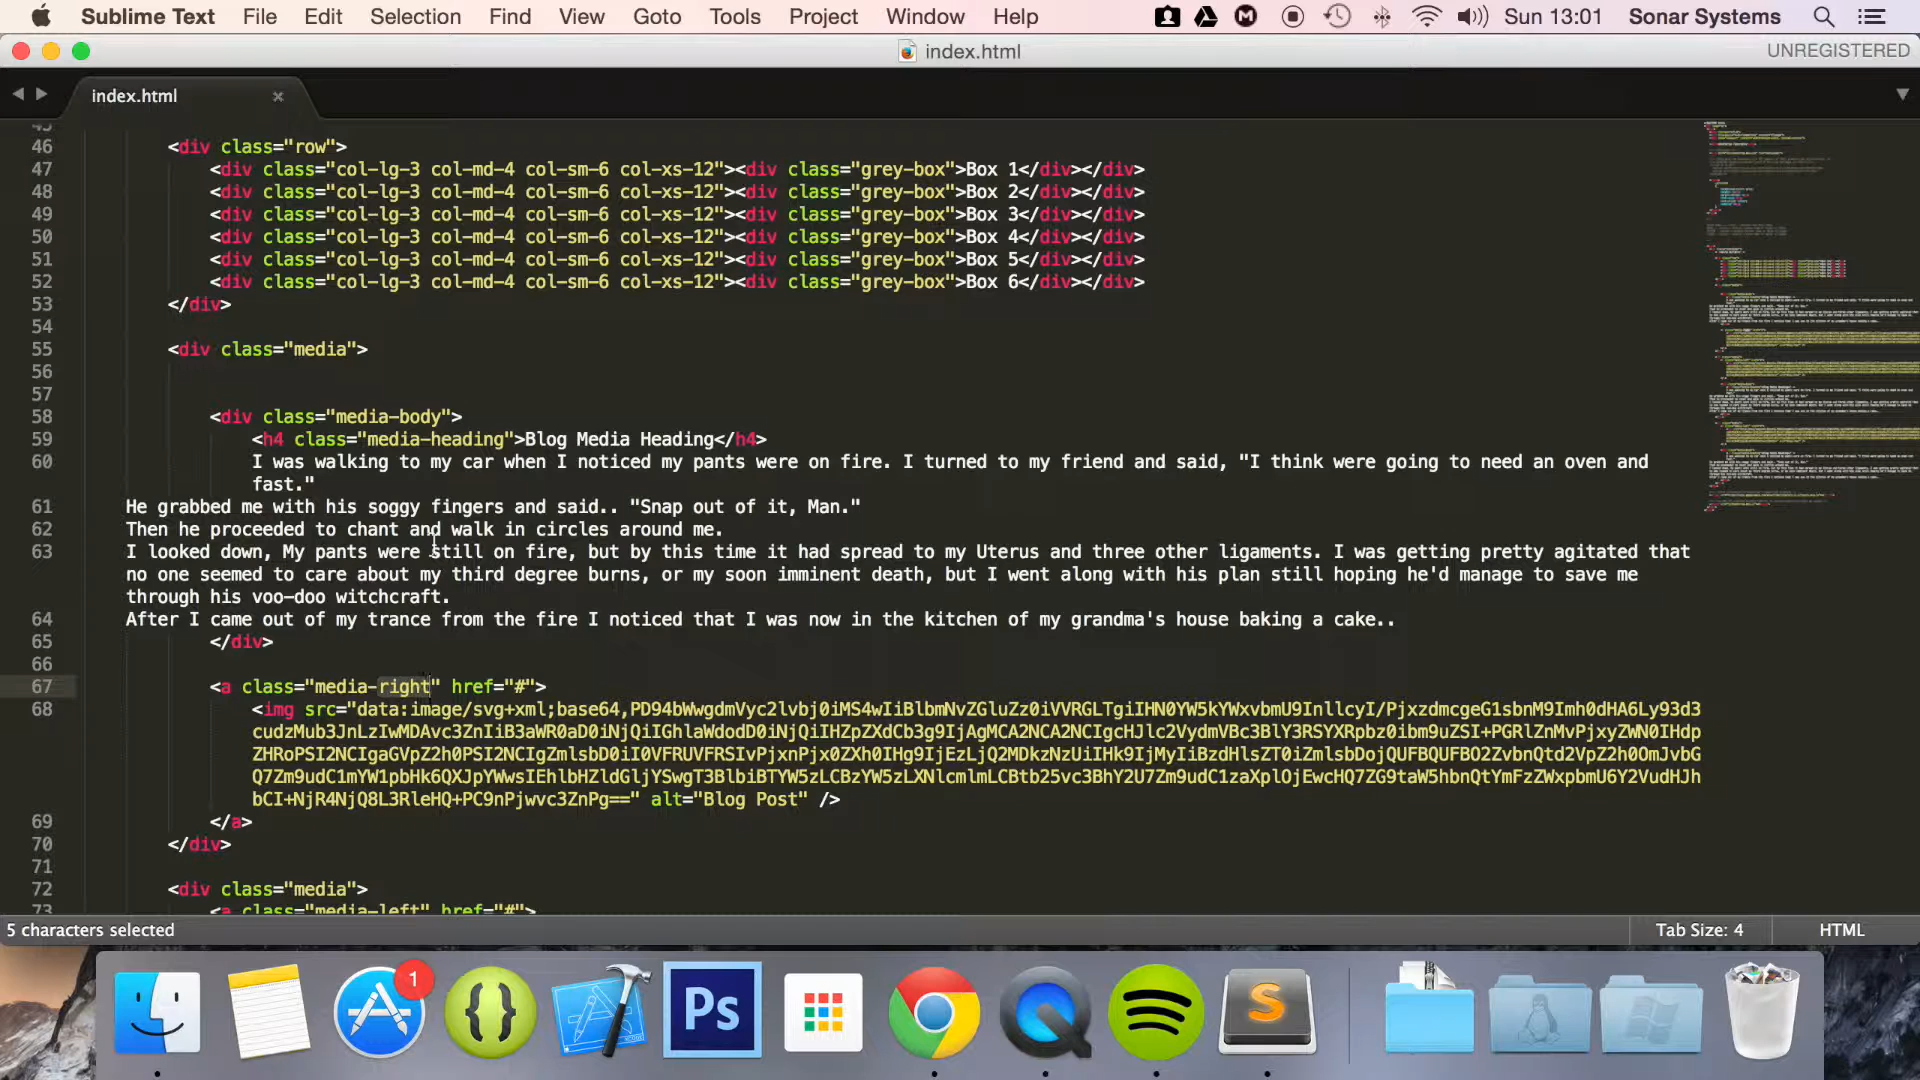 Sublime Text File Edit Selection Find View Goto Tools Project Window Help Sun 13:01 Sonar Systems
index.html UNREGISTERED
index.html
45
46 <div class="row">
47 <div class="col-lg-3 col-md-4 col-sm-6 col-xs-12"><div class="grey-box">Box 1</div></div>
48 <div class="col-lg-3 col-md-4 col-sm-6 col-xs-12"><div class="grey-box">Box 2</div></div>
49 <div class="col-lg-3 col-md-4 col-sm-6 col-xs-12"><div class="grey-box">Box 3</div></div>
50 <div class="col-lg-3 col-md-4 col-sm-6 col-xs-12"><div class="grey-box">Box 4</div></div>
51 <div class="col-lg-3 col-md-4 col-sm-6 col-xs-12"><div class="grey-box">Box 5</div></div>
52 <div class="col-lg-3 col-md-4 col-sm-6 col-xs-12"><div class="grey-box">Box 6</div></div>
53 </div>
54
55 <div class="media">
56
57
58 <div class="media-body">
59 <h4 class="media-heading">Blog Media Heading</h4>
60 I was walking to my car when I noticed my pants were on fire. I turned to my friend and said, "I think were going to need an oven and
fast."
61 He grabbed me with his soggy fingers and said.. "Snap out of it, Man."
62 Then he proceeded to chant and walk in circles around me.
63 I looked down, My pants were still on fire, but by this time it had spread to my Uterus and three other ligaments. I was getting pretty agitated that
no one seemed to care about my third degree burns, or my soon imminent death, but I went along with his plan still hoping he'd manage to save me
through his voo-doo witchcraft.
64 After I came out of my trance from the fire I noticed that I was now in the kitchen of my grandma's house baking a cake..
65 </div>
66
67 <a class="media-right" href="#">
68 <img src="data:image/svg+xml;base64,
alt="Blog Post" />
69 </a>
70 </div>
71
72 <div class="media">
73 <a class="media-left" href="#">
5 characters selected Tab Size: 4 HTML
1
Ps
S